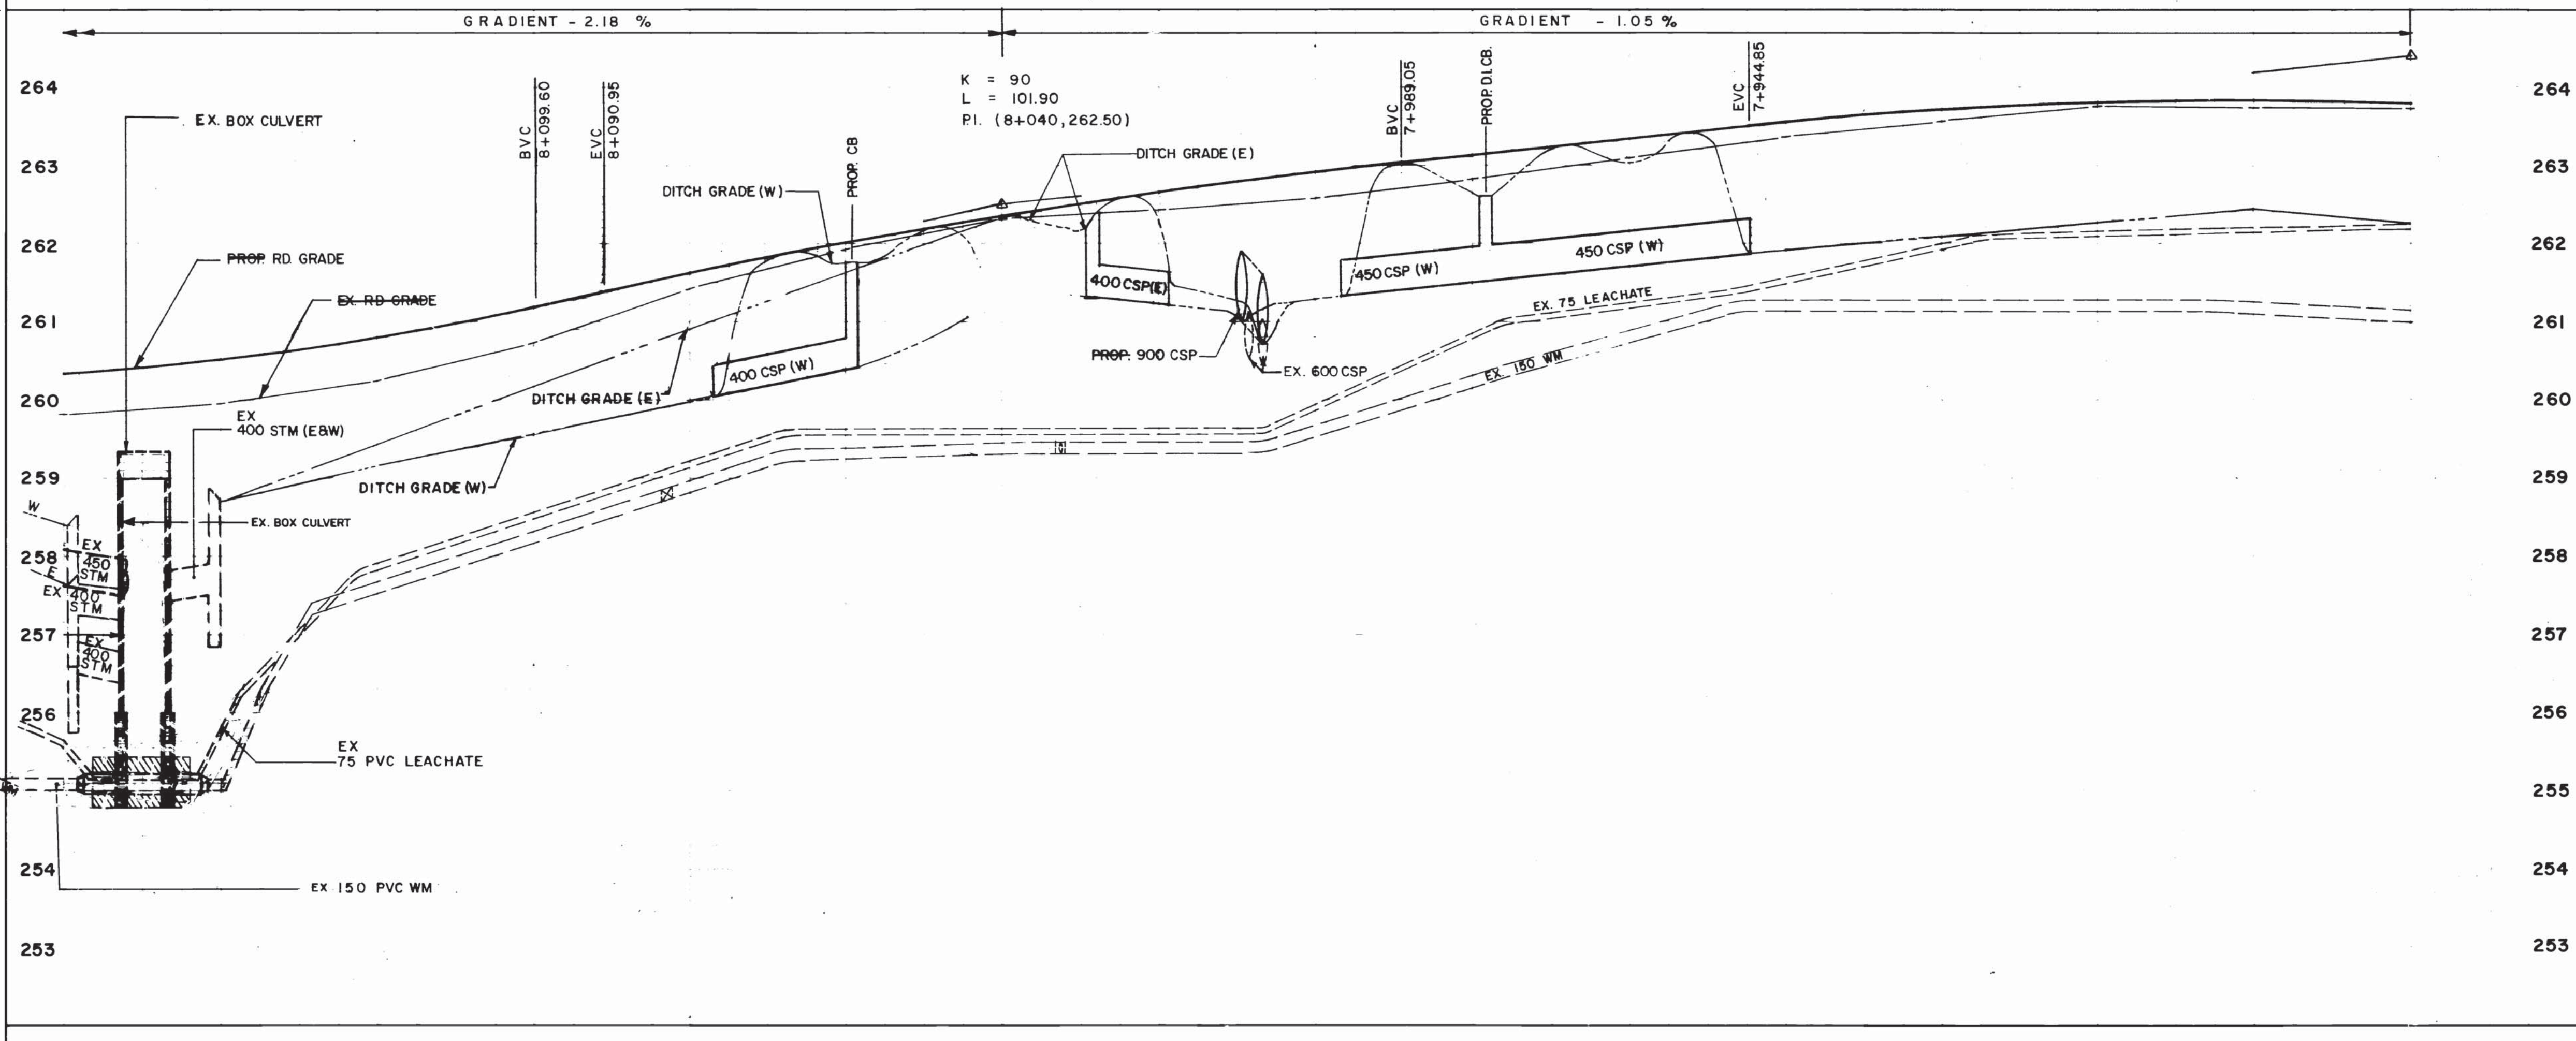 GRADIENT - 2.18 %
GRADIENT - 1.05 %
264
264
263
263
262
262
261
261
260
260
259
259
258
258
257
257
256
256
255
255
254
254
253
253
EX. BOX CULVERT
BVC
8+099.60
EVC
8+090.95
K = 90
L = 101.90
P.I. (8+040,262.50)
PROP. CB
DITCH GRADE (W)
DITCH GRADE (E)
BVC
7+989.05
PROP. D.I.CB.
EVC
7+944.85
PROP. RD. GRADE
EX. RD GRADE
400 CSP (W)
DITCH GRADE (E)
400 CSP(E)
450 CSP (W)
450 CSP (W)
PROP. 900 CSP
EX. 600 CSP
EX. 75 LEACHATE
EX. 150 WM
EX
400 STM (E&W)
DITCH GRADE (W)
EX. BOX CULVERT
W
EX
450
STM
E
EX 400
STM
EX
400
STM
EX
75 PVC LEACHATE
EX 150 PVC WM